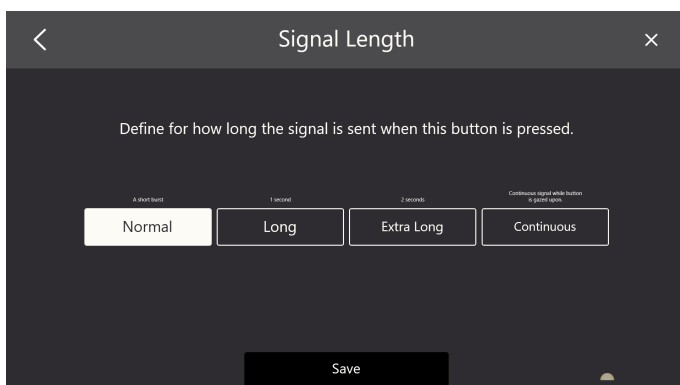 Signal Length
Define for how long the signal is sent when this button is pressed.
A short burst
1 second
2 seconds
Continuous signal while button
is gazed upon.
Normal
Long
Extra Long
Continuous
Save